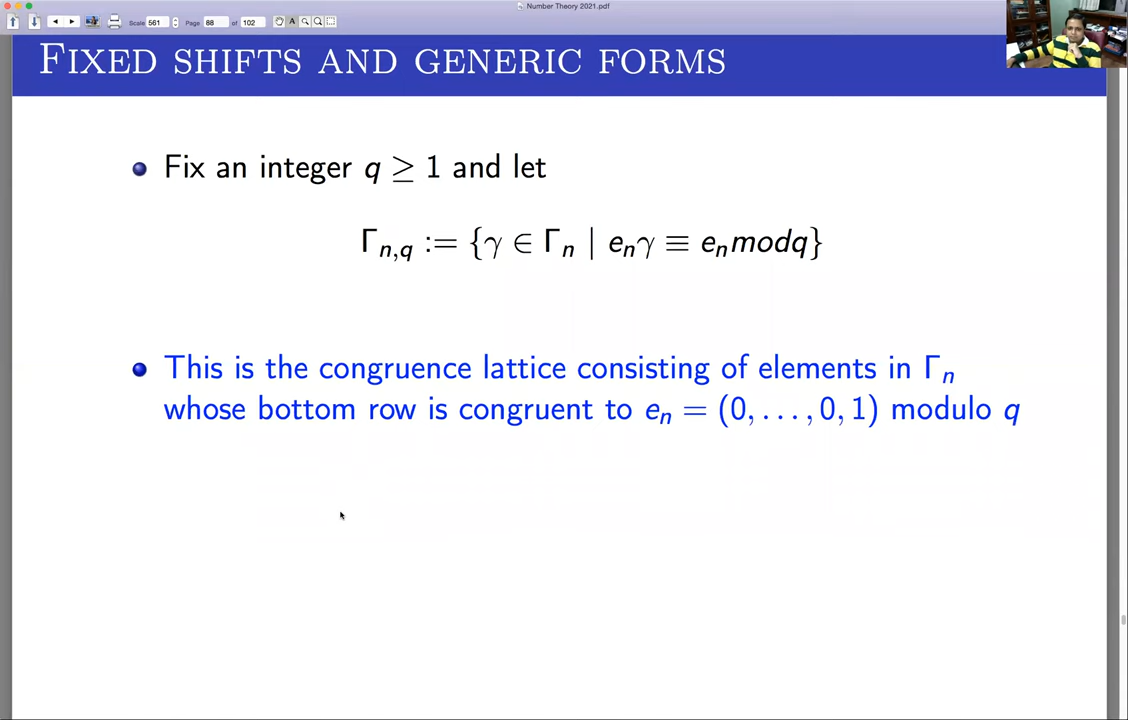 Number Theory 2021.pdf
Scale 561 Page 88 of 102 A
FIXED SHIFTS AND GENERIC FORMS
Fix an integer q ≥ 1 and let
Γn,q := {γ ∈ Γn | enγ ≡ enmodq}
This is the congruence lattice consisting of elements in Γn
whose bottom row is congruent to en = (0, . . . , 0, 1) modulo q